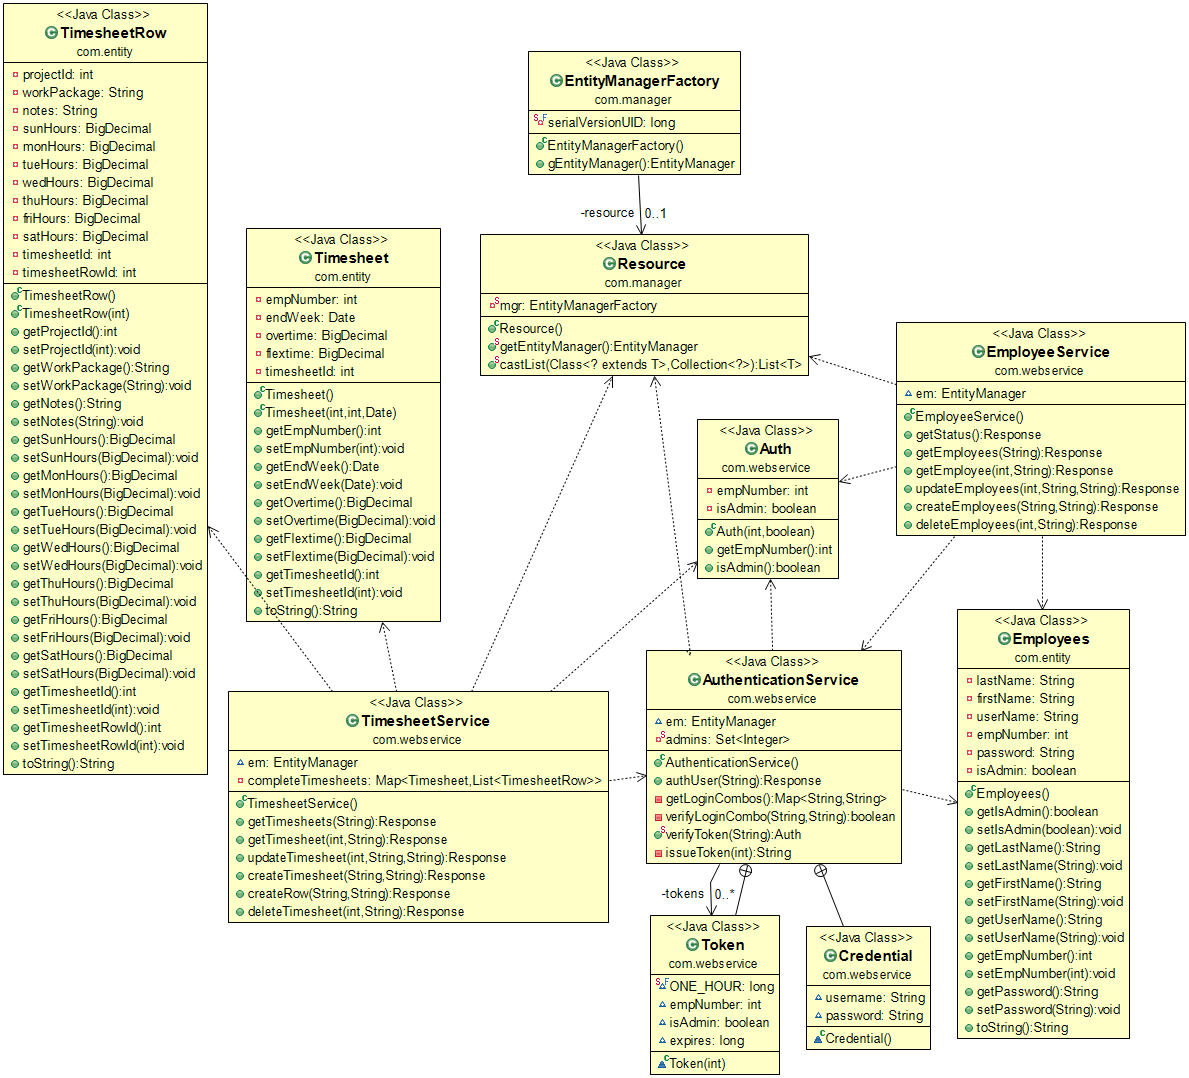 <<Java Class>>
TimesheetRow
com.entity
projectId: int
workPackage: String
notes: String
sunHours: BigDecimal
monHours: BigDecimal
tueHours: BigDecimal
wedHours: BigDecimal
thuHours: BigDecimal
friHours: BigDecimal
satHours: BigDecimal
timesheetId: int
timesheetRowId: int
TimesheetRow()
TimesheetRow(int)
getProjectId():int
setProjectId(int):void
getWorkPackage():String
setWorkPackage(String):void
getNotes():String
setNotes(String):void
getSunHours():BigDecimal
setSunHours(BigDecimal):void
getMonHours():BigDecimal
setMonHours(BigDecimal):void
getTueHours():BigDecimal
setTueHours(BigDecimal):void
getWedHours():BigDecimal
setWedHours(BigDecimal):void
getThuHours():BigDecimal
setThuHours(BigDecimal):void
getFriHours():BigDecimal
setFriHours(BigDecimal):void
getSatHours():BigDecimal
setSatHours(BigDecimal):void
getTimesheetId():int
setTimesheetId(int):void
getTimesheetRowId():int
setTimesheetRowId(int):void
toString():String
<<Java Class>>
EntityManagerFactory
com.manager
serialVersionUID: long
EntityManagerFactory()
gEntityManager():EntityManager
-resource 0..1
<<Java Class>>
Timesheet
com.entity
empNumber: int
endWeek: Date
overtime: BigDecimal
flextime: BigDecimal
timesheetId: int
Timesheet()
Timesheet(int,int,Date)
getEmpNumber():int
setEmpNumber(int):void
getEndWeek():Date
setEndWeek(Date):void
getOvertime():BigDecimal
setOvertime(BigDecimal):void
getFlextime():BigDecimal
setFlextime(BigDecimal):void
getTimesheetId():int
setTimesheetId(int):void
toString():String
<<Java Class>>
Resource
com.manager
mgr: EntityManagerFactory
Resource()
getEntityManager():EntityManager
castList(Class<? extends T>,Collection<?>):List<T>
<<Java Class>>
EmployeeService
com.webservice
em: EntityManager
EmployeeService()
getStatus():Response
getEmployees(String):Response
getEmployee(int,String):Response
updateEmployees(int,String,String):Response
createEmployees(String,String):Response
deleteEmployees(int,String):Response
<<Java Class>>
Auth
com.webservice
empNumber: int
isAdmin: boolean
Auth(int,boolean)
getEmpNumber():int
isAdmin():boolean
<<Java Class>>
Employees
com.entity
lastName: String
firstName: String
userName: String
empNumber: int
password: String
isAdmin: boolean
Employees()
getIsAdmin():boolean
setIsAdmin(boolean):void
getLastName():String
setLastName(String):void
getFirstName():String
setFirstName(String):void
getUserName():String
setUserName(String):void
getEmpNumber():int
setEmpNumber(int):void
getPassword():String
setPassword(String):void
toString():String
<<Java Class>>
AuthenticationService
com.webservice
em: EntityManager
admins: Set<Integer>
AuthenticationService()
authUser(String):Response
getLoginCombos():Map<String,String>
verifyLoginCombo(String,String):boolean
verifyToken(String):Auth
issueToken(int):String
<<Java Class>>
TimesheetService
com.webservice
em: EntityManager
completeTimesheets: Map<Timesheet,List<TimesheetRow>>
TimesheetService()
getTimesheets(String):Response
getTimesheet(int,String):Response
updateTimesheet(int,String,String):Response
createTimesheet(String,String):Response
createRow(String,String):Response
deleteTimesheet(int,String):Response
-tokens 0..*
<<Java Class>>
Token
com.webservice
ONE_HOUR: long
empNumber: int
isAdmin: boolean
expires: long
Token(int)
<<Java Class>>
Credential
com.webservice
username: String
password: String
Credential()